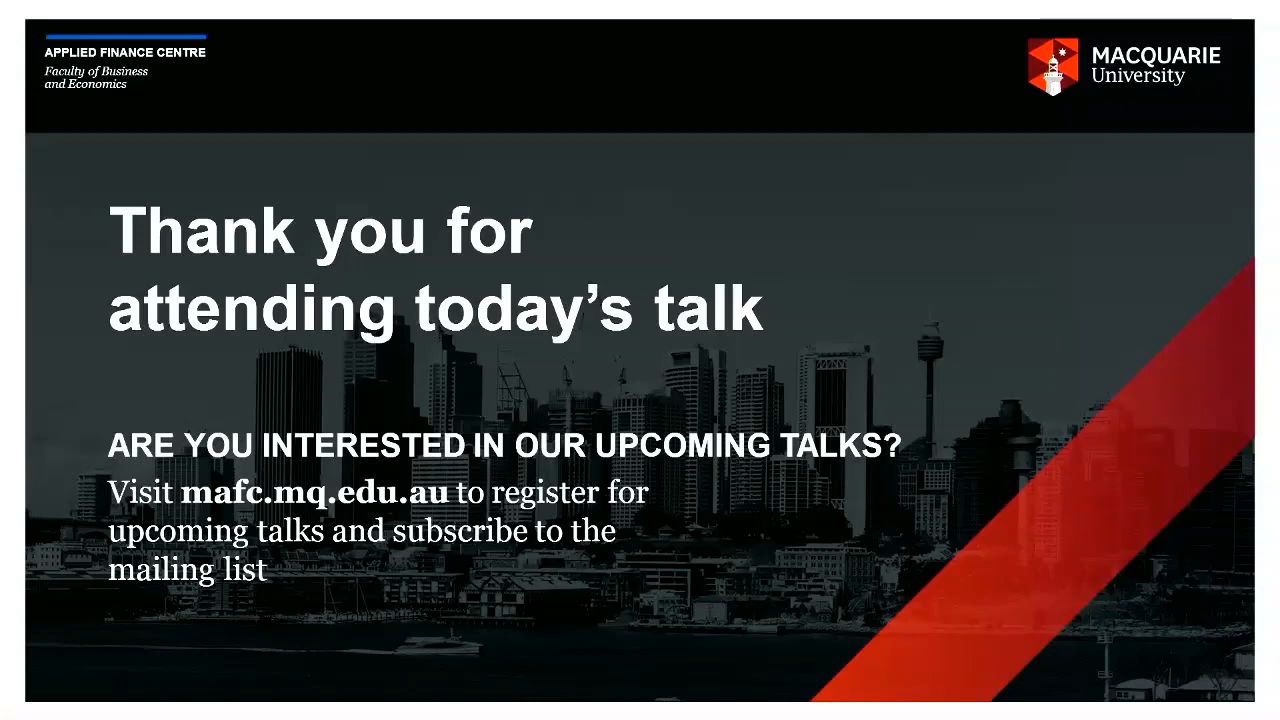 APPLIED FINANCE CENTRE
Faculty of Business
and Economics
MACQUARIE
University
Thank you for
attending today’s talk
ARE YOU INTERESTED IN OUR UPCOMING TALKS?
Visit mafc.mq.edu.au to register for
upcoming talks and subscribe to the
mailing list